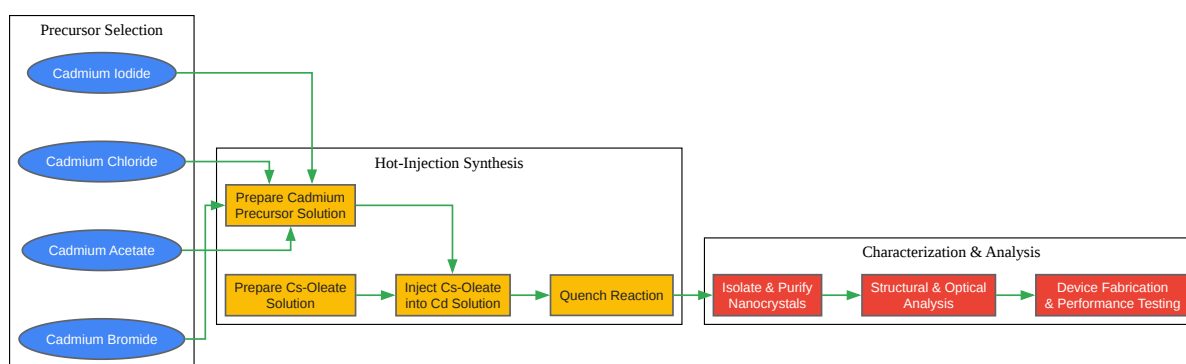 Precursor Selection
Cadmium Iodide
Cadmium Chloride
Cadmium Acetate
Cadmium Bromide
Hot-Injection Synthesis
Prepare Cadmium
Precursor Solution
Prepare Cs-Oleate
Solution
Inject Cs-Oleate
into Cd Solution
Quench Reaction
Characterization & Analysis
Isolate & Purify
Nanocrystals
Structural & Optical
Analysis
Device Fabrication
& Performance Testing